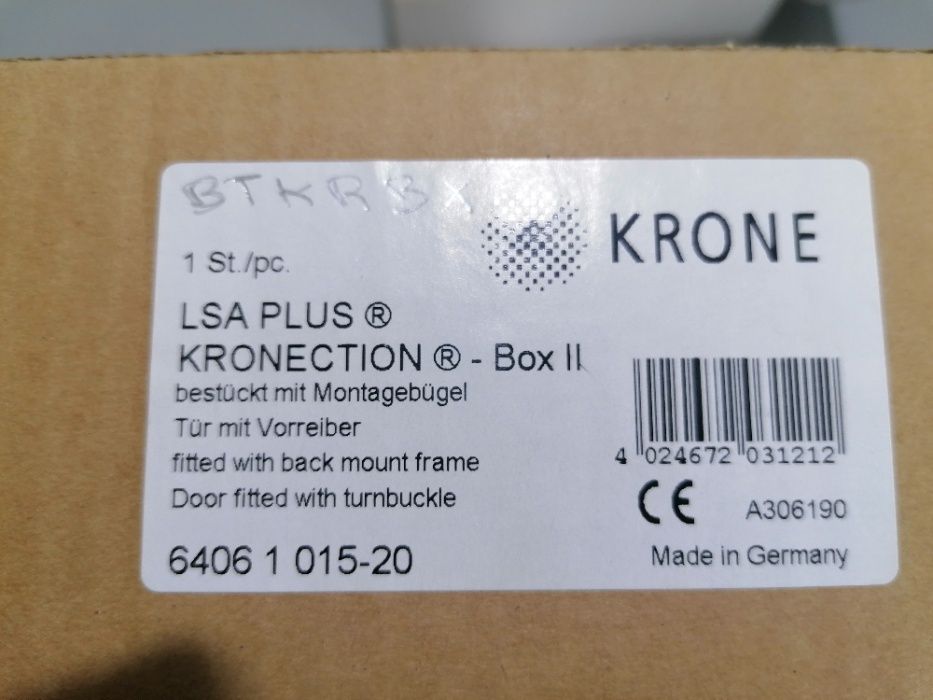 BTKRBX
KRONE
1 St./pc.
LSA PLUS ®
KRONECTION ® - Box II
bestückt mit Montagebügel
Tür mit Vorreiber
fitted with back mount frame
Door fitted with turnbuckle
6406 1 015-20
4 024672 031212
CE A306190
Made in Germany